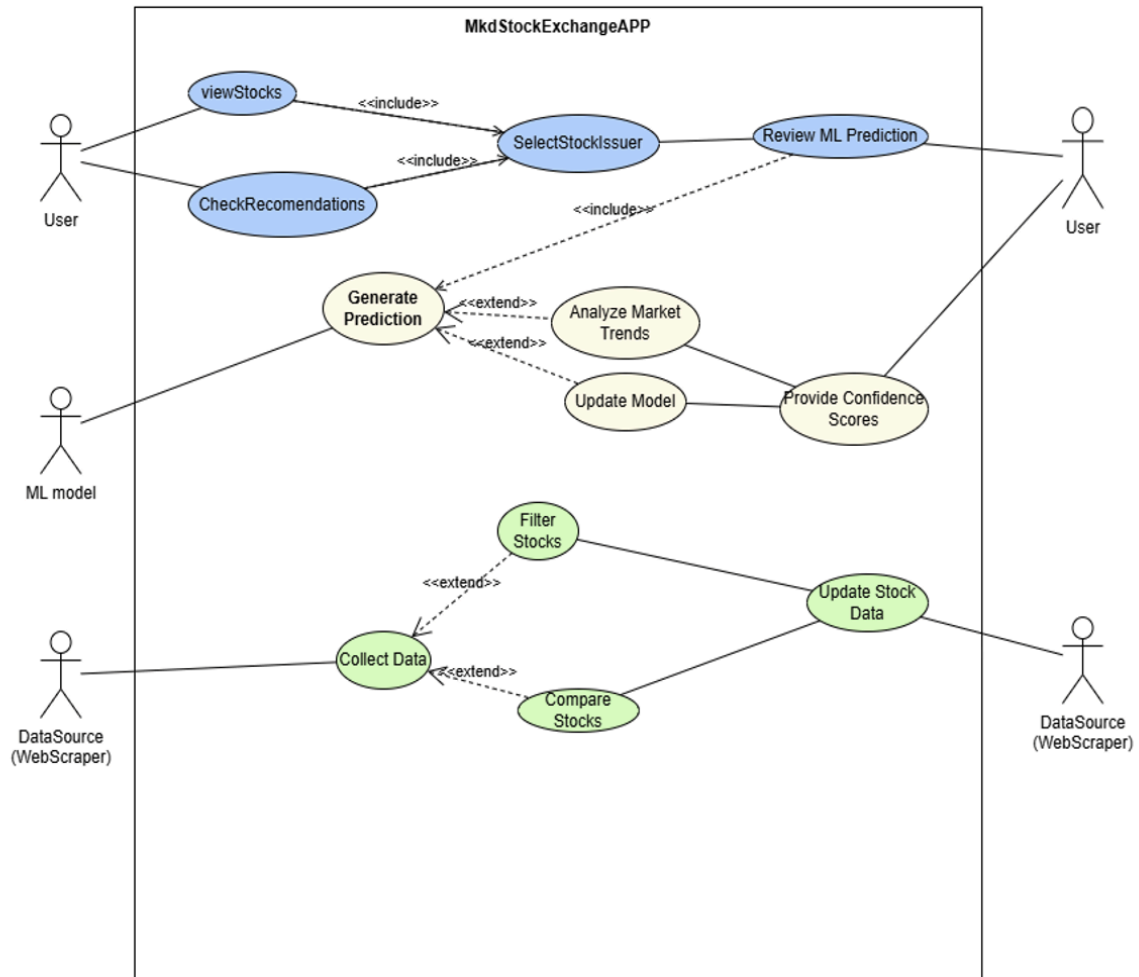 MkdStockExchangeAPP
viewStocks
<<include>>
SelectStockIssuer
Review ML Prediction
<<include>>
CheckRecomendations
User
<<include>>
User
Generate
Prediction
<<extend>>
Analyze Market
Trends
<<extend>>
Update Model
Provide Confidence
Scores
ML model
Filter
Stocks
<<extend>>
Update Stock
Data
Collect Data
<<extend>>
Compare
Stocks
DataSource
(WebScraper)
DataSource
(WebScraper)